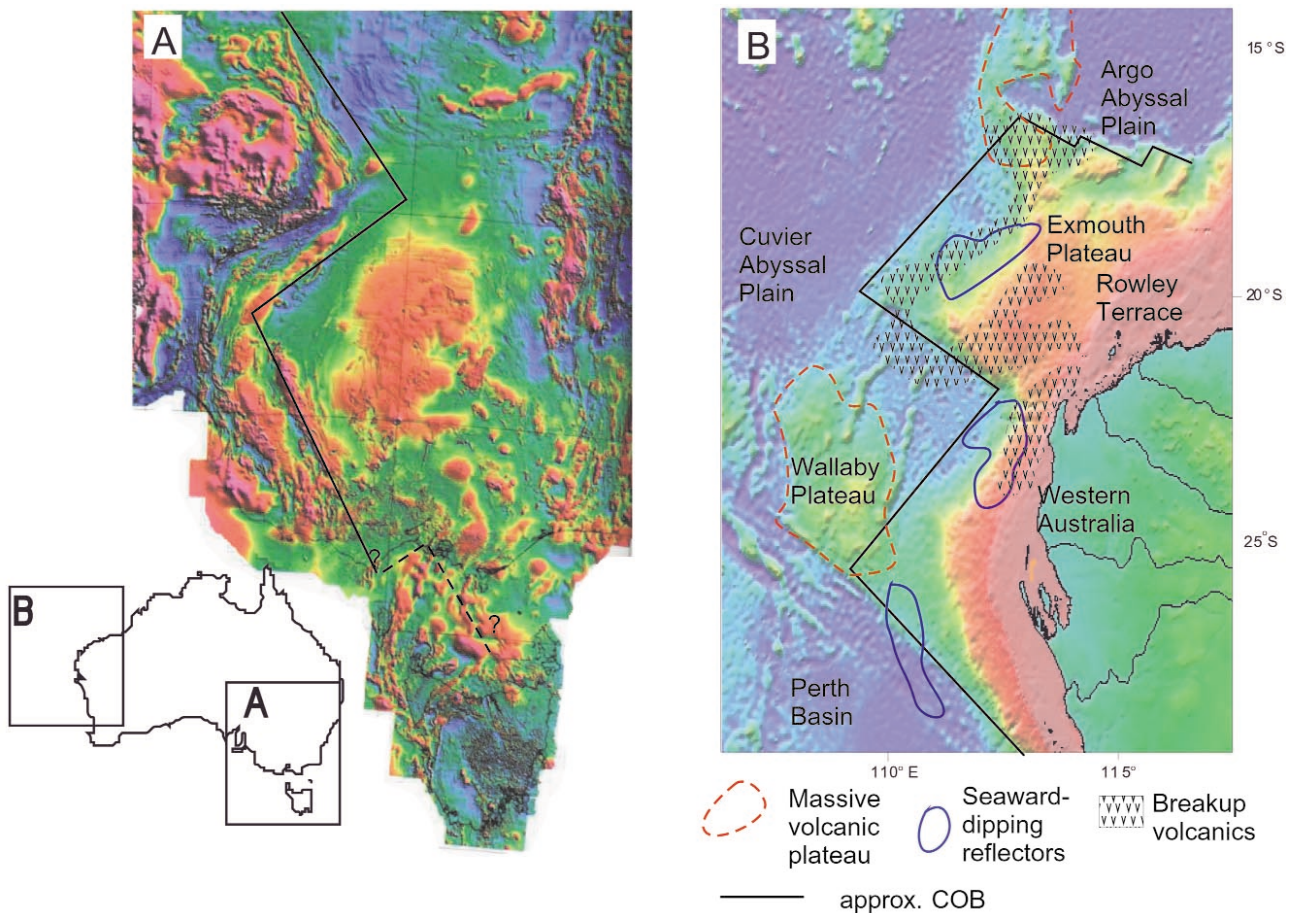 A
?
?
B
A
B
15°S
Argo
Abyssal
Plain
Cuvier
Abyssal
Plain
Exmouth
Plateau
Rowley
Terrace
20°S
Wallaby
Plateau
Western
Australia
25°S
Perth
Basin
110°E
115°
Massive
volcanic
plateau
Seaward-
dipping
reflectors
Breakup
volcanics
approx. COB